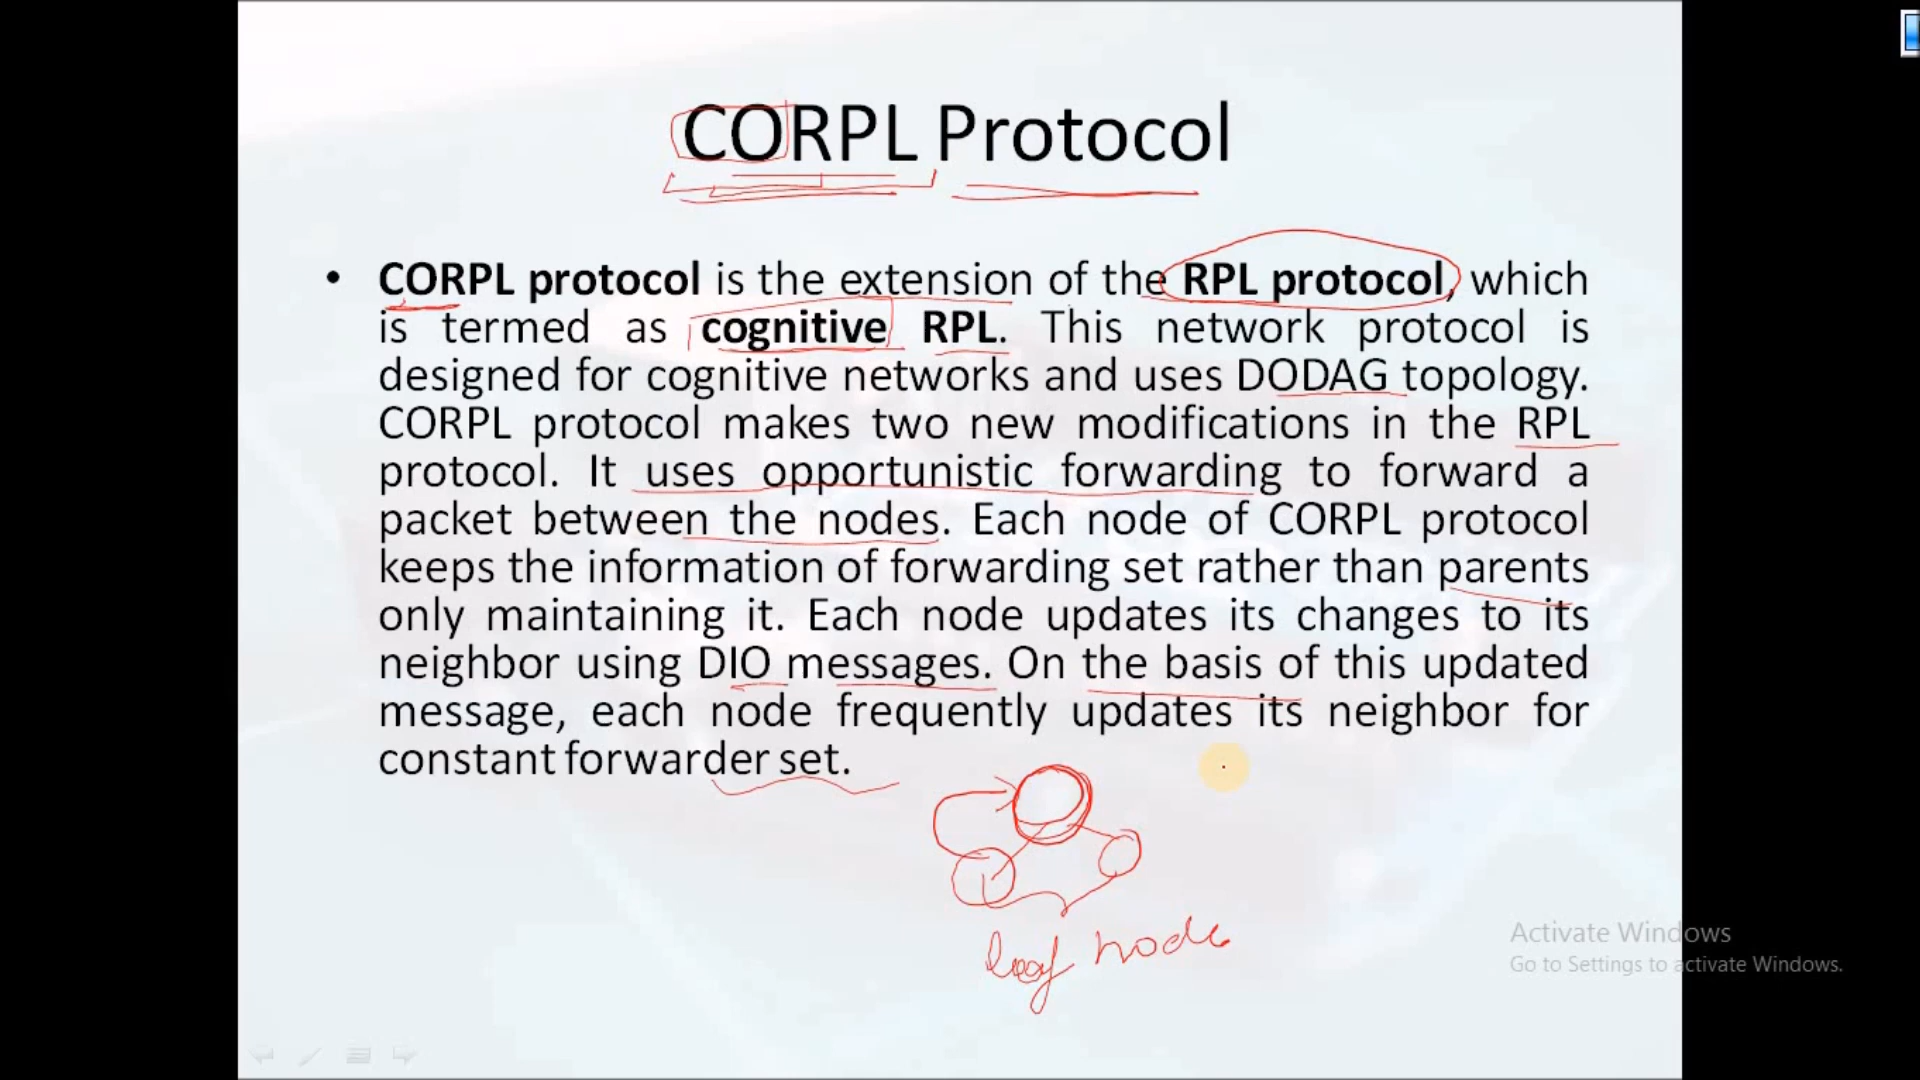 CORPL Protocol
• CORPL protocol is the extension of the RPL protocol, which
is termed as cognitive RPL. This network protocol is
designed for cognitive networks and uses DODAG topology.
CORPL protocol makes two new modifications in the RPL
protocol. It uses opportunistic forwarding to forward a
packet between the nodes. Each node of CORPL protocol
keeps the information of forwarding set rather than parents
only maintaining it. Each node updates its changes to its
neighbor using DIO messages. On the basis of this updated
message, each node frequently updates its neighbor for
constant forwarder set.
leaf node
Activate Windows
Go to Settings to activate Windows.